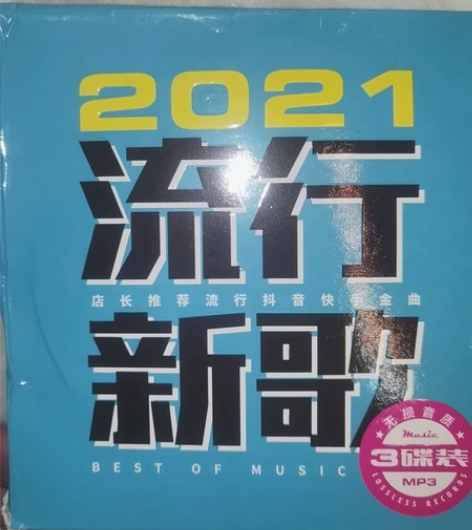 2021
流行
店长推荐流行抖音快手金曲
新歌
BEST OF MUSIC
无损音质
Music
3碟装
MP3
LOSSLESS RECORDS